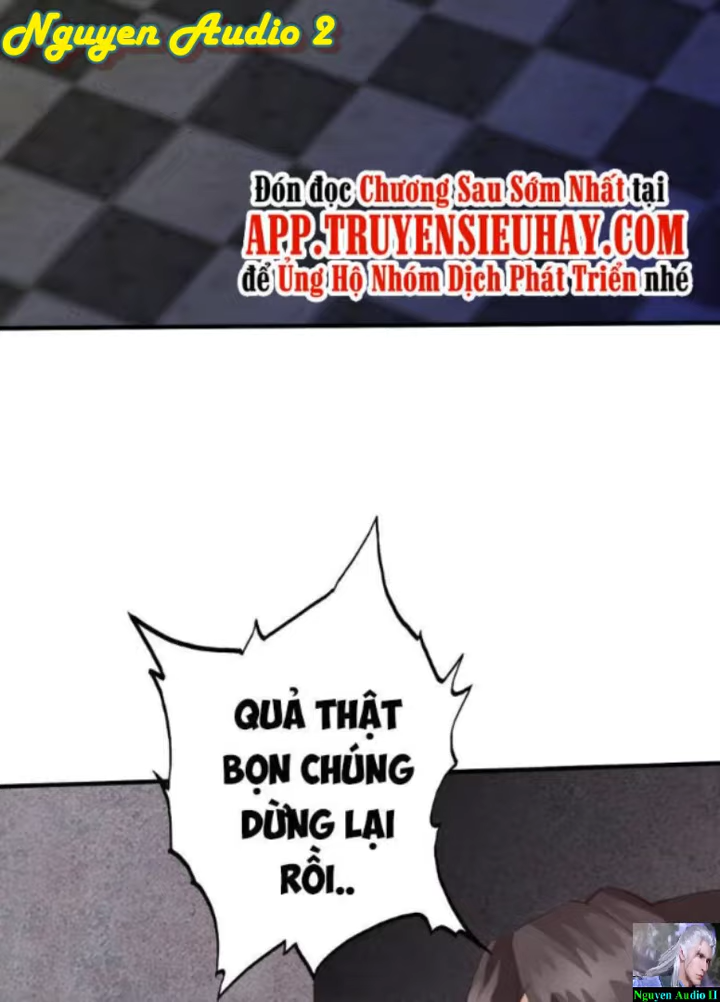 Nguyen Audio 2
Đón đọc Chương Sau Sớm Nhất tại
APP.TRUYENSIEUHAY.COM
để Ủng Hộ Nhóm Dịch Phát Triển nhé
QUẢ THẬT
BỌN CHÚNG
DỪNG LẠI
RỒI..
Nguyen Audio II